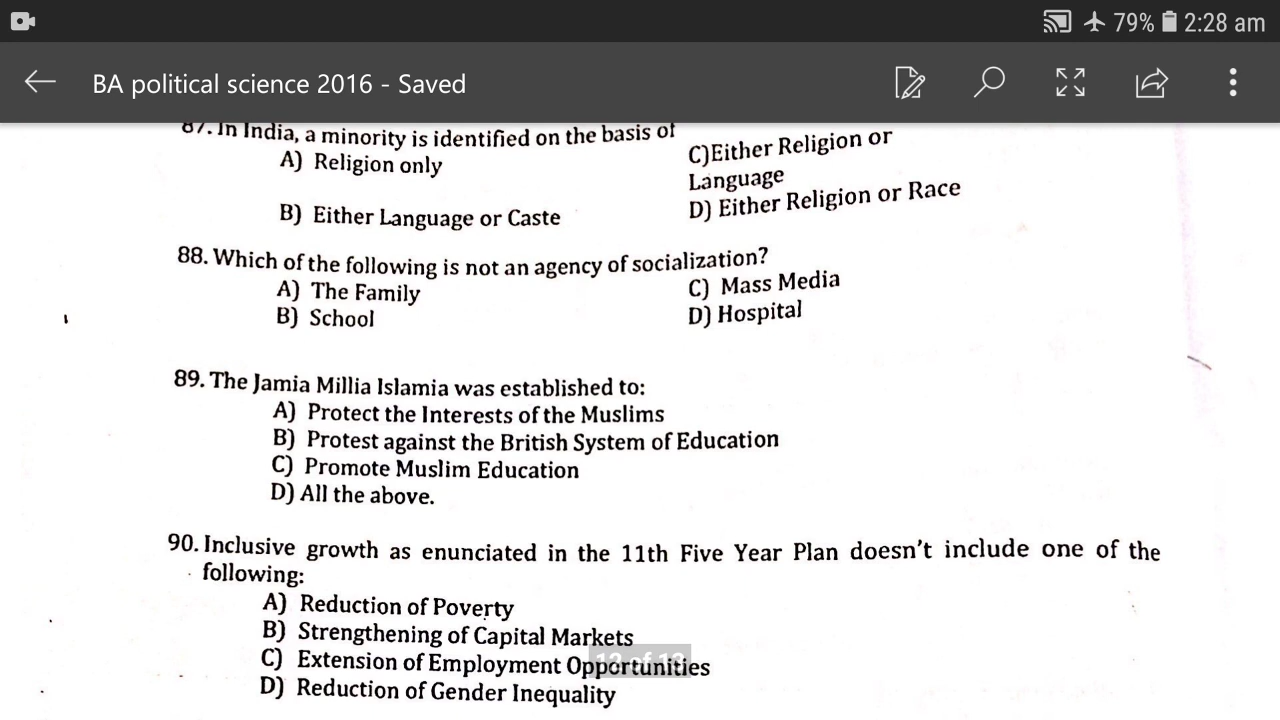 79% 2:28 am
BA political science 2016 - Saved
87. In India, a minority is identified on the basis of
A) Religion only
C)Either Religion or
Language
B) Either Language or Caste
D) Either Religion or Race
88. Which of the following is not an agency of socialization?
A) The Family
C) Mass Media
B) School
D) Hospital
89. The Jamia Millia Islamia was established to:
A) Protect the Interests of the Muslims
B) Protest against the British System of Education
C) Promote Muslim Education
D) All the above.
90. Inclusive growth as enunciated in the 11th Five Year Plan doesn't include one of the
following:
A) Reduction of Poverty
B) Strengthening of Capital Markets
C) Extension of Employment Opportunities
D) Reduction of Gender Inequality